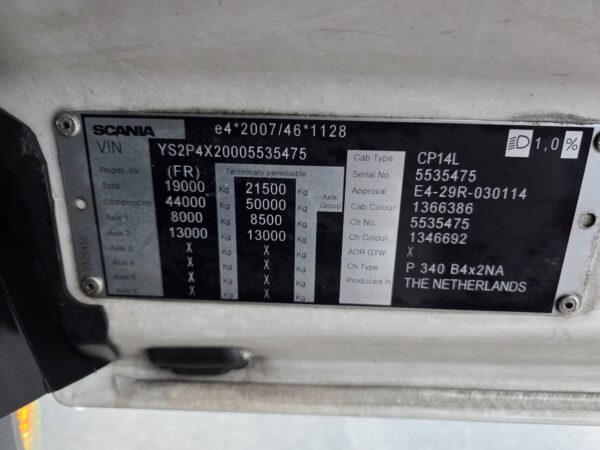 SCANIA e4*2007/46*1128 1,0%
VIN YS2P4X20005535475
Regist. for (FR) Technically permissible
Total 19000 Kg 21500
Combination 44000 Kg 50000 Axle Group
Axle 1 8000 Kg 8500
Axle 2 13000 Kg 13000 Kg
Axle 3 X Kg X Kg
Axle 4 X Kg X Kg
Axle 5 X Kg X Kg
Axle 6 X Kg X Kg
Cab Type CP14L
Serial No. 5535475
Approval E4-29R-030114
Cab Colour 1366386
Ch No. 5535475
Ch Colour 1346692
ADR GTW X
Ch Type P 340 B4x2NA
Produced in THE NETHERLANDS